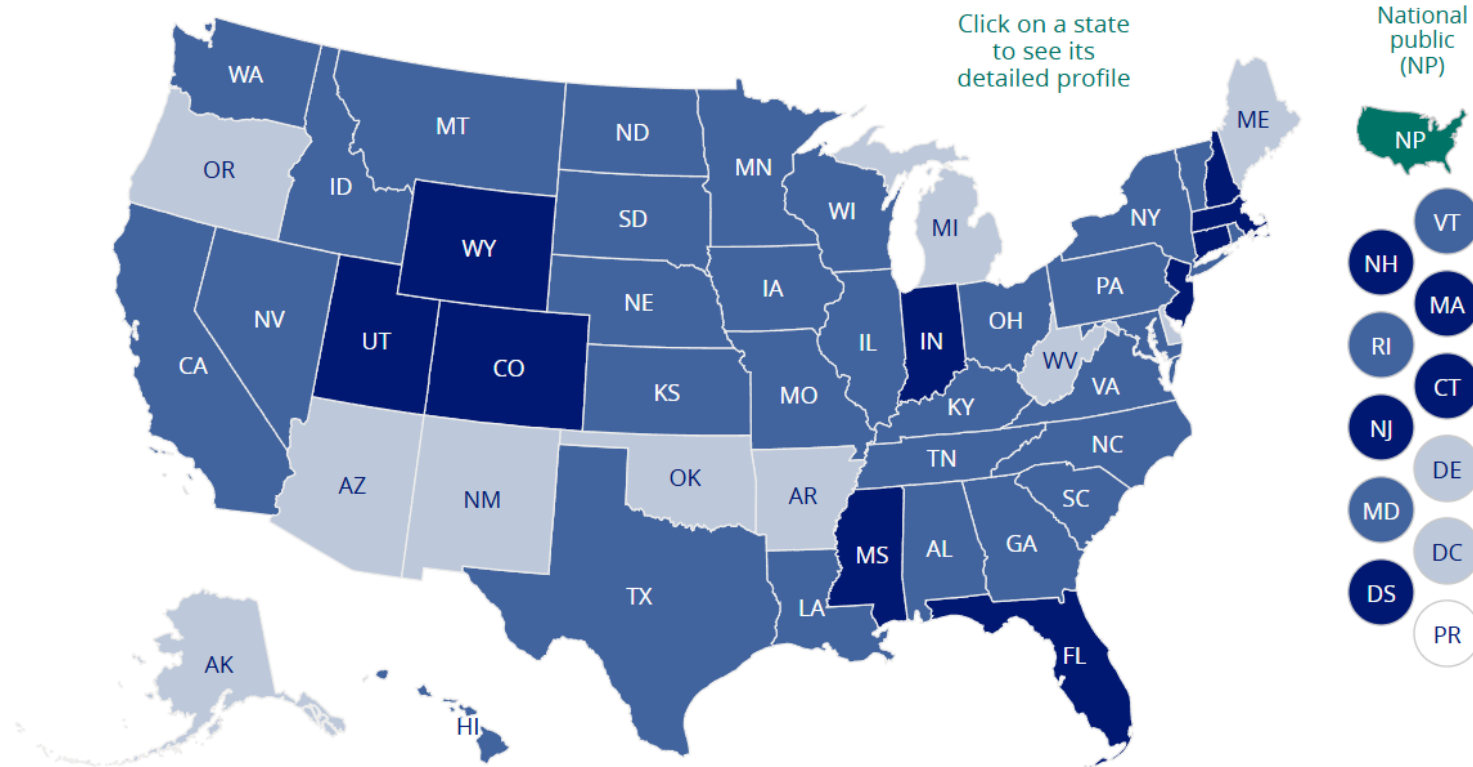 Click on a state
to see its
detailed profile
National
public
(NP)
NP
WA
MT
ND
MN
OR
ID
SD
WI
MI
NY
ME
WY
NE
IA
PA
NV
UT
CO
IL
IN
OH
WV
CA
KS
MO
KY
VA
AZ
NM
OK
AR
TN
NC
SC
MS
AL
GA
TX
LA
FL
AK
HI
VT
NH
MA
RI
CT
NJ
DE
MD
DC
DS
PR